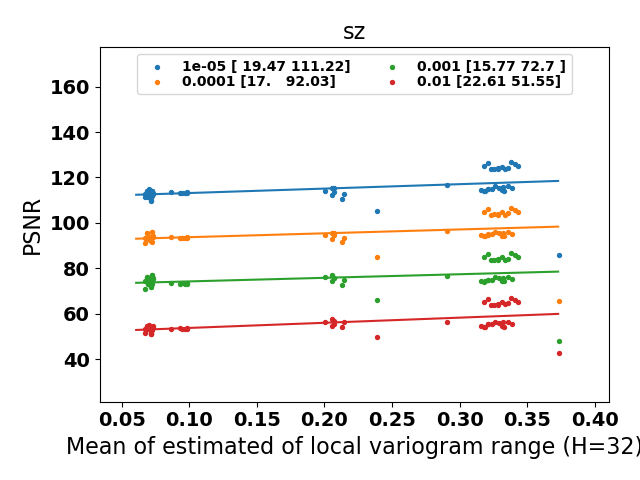 sz
1e-05 [ 19.47 111.22]
0.0001 [17.   92.03]
0.001 [15.77 72.7 ]
0.01 [22.61 51.55]
PSNR
160
140
120
100
80
60
40
0.05 0.10 0.15 0.20 0.25 0.30 0.35 0.40
Mean of estimated of local variogram range (H=32)